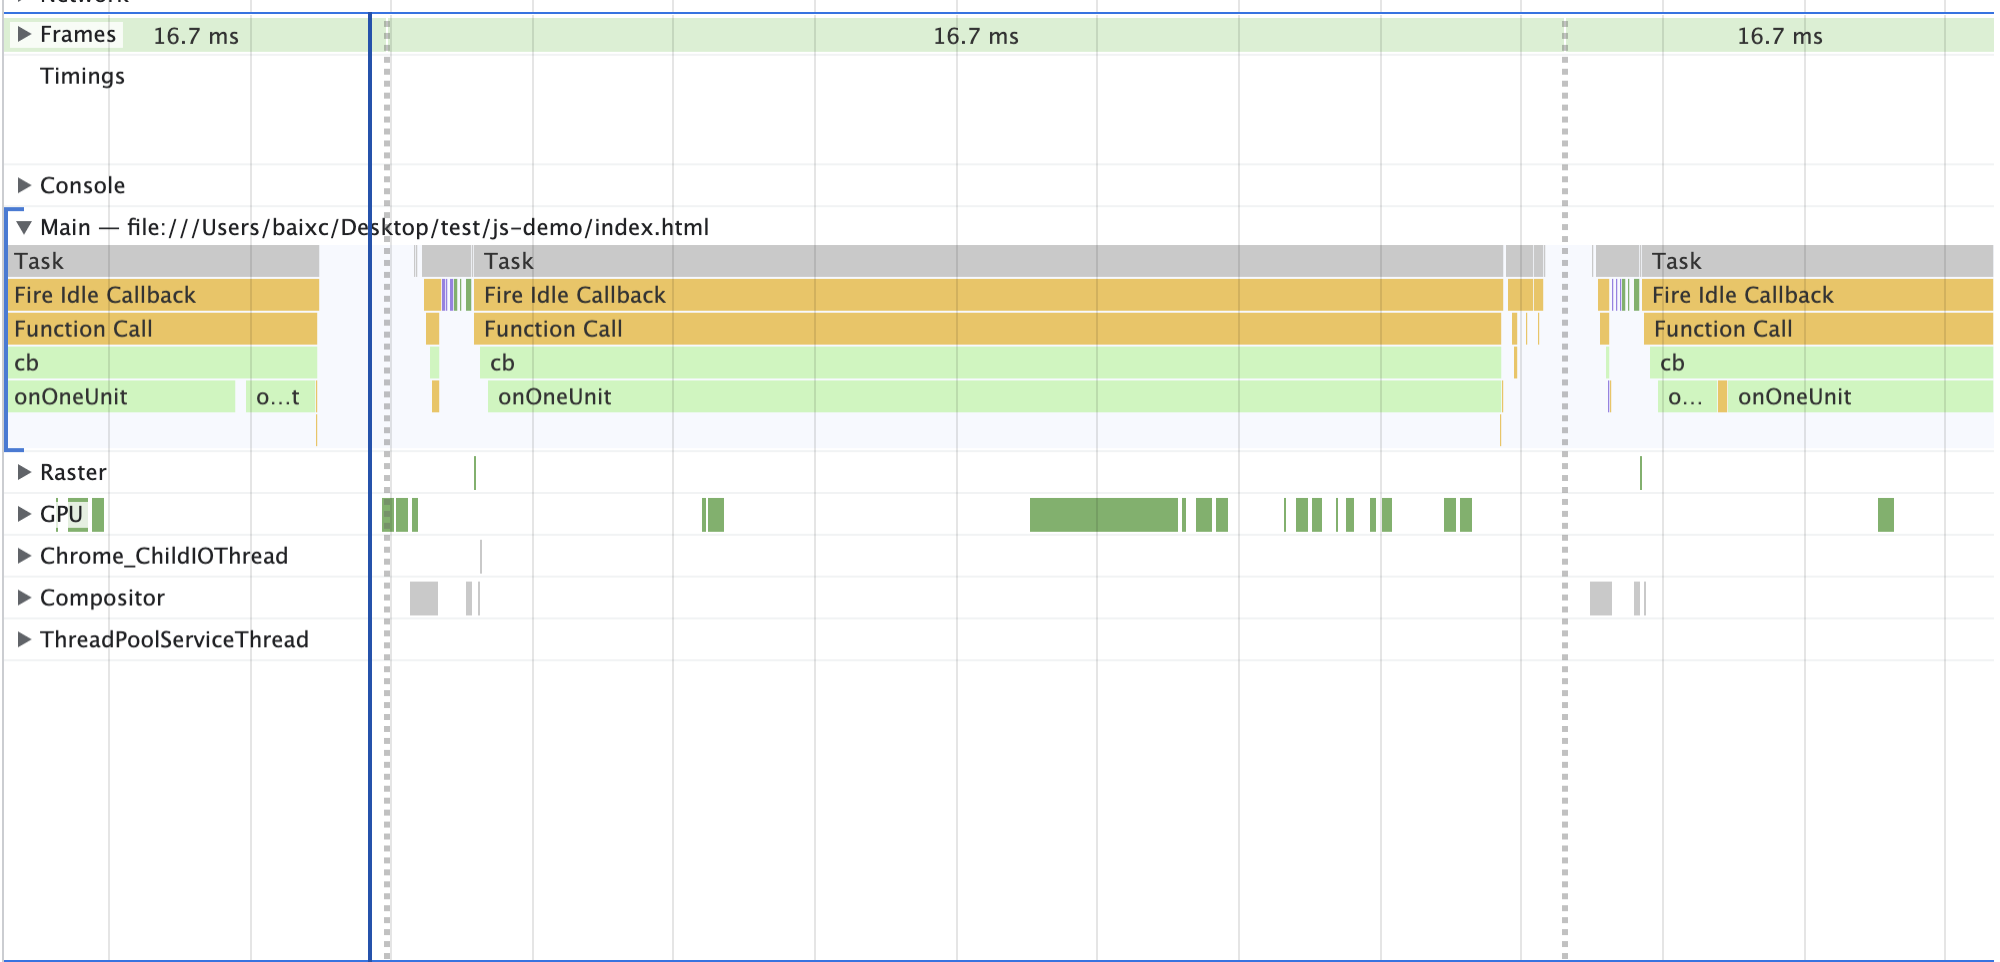 Network
Frames 16.7 ms 16.7 ms 16.7 ms
Timings
Console
Main — file:///Users/baixc/Desktop/test/js-demo/index.html
Task Task Task
Fire Idle Callback Fire Idle Callback Fire Idle Callback
Function Call Function Call Function Call
cb cb cb
onOneUnit o...t onOneUnit o... onOneUnit
Raster
GPU
Chrome_ChildIOThread
Compositor
ThreadPoolServiceThread